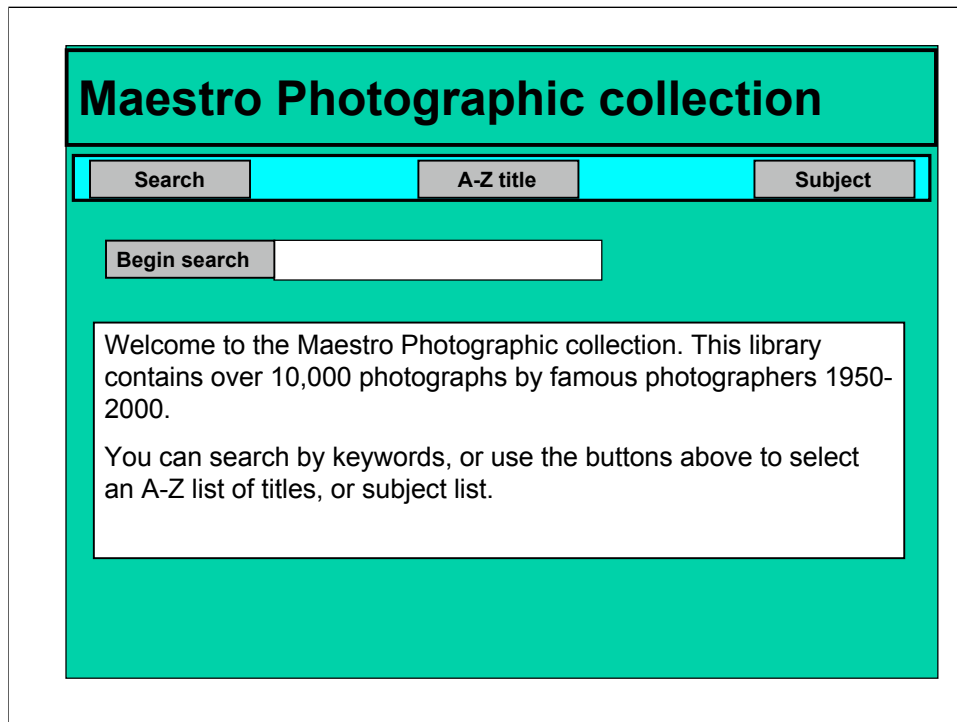 Maestro Photographic collection
Search A-Z title Subject
Begin search
Welcome to the Maestro Photographic collection. This library
contains over 10,000 photographs by famous photographers 1950-
2000.
You can search by keywords, or use the buttons above to select
an A-Z list of titles, or subject list.